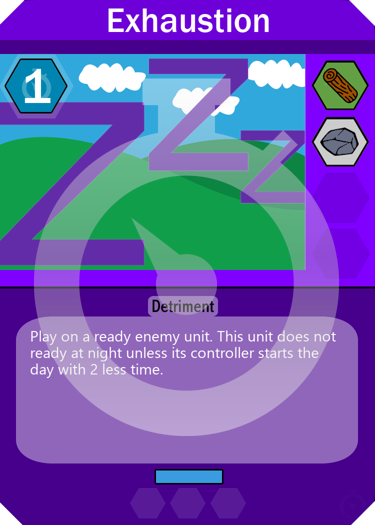 Exhaustion
1
Z
Z
Z
Detriment
Play on a ready enemy unit. This unit does not
ready at night unless its controller starts the
day with 2 less time.